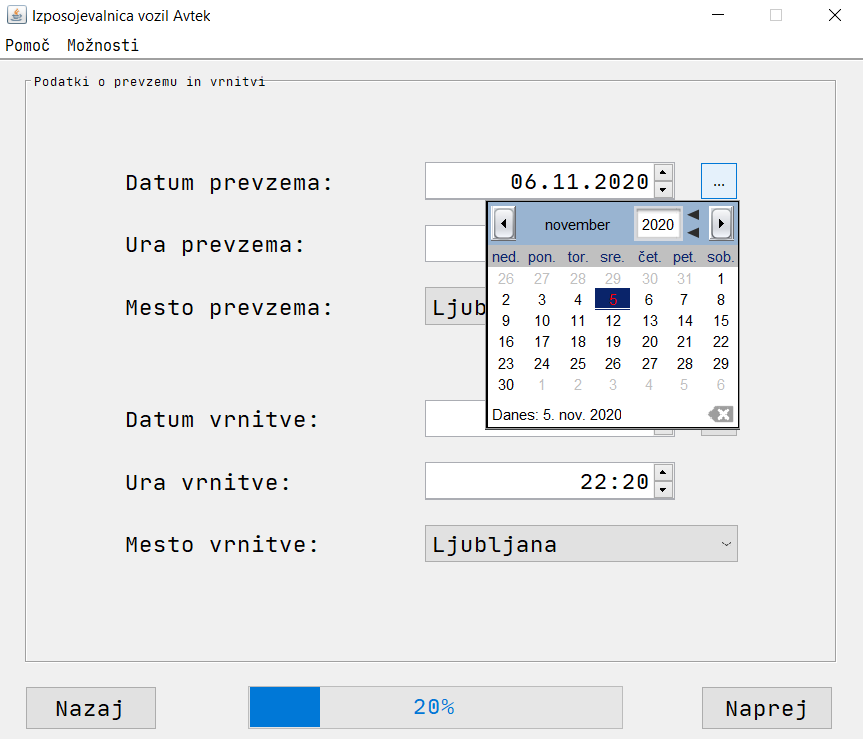 Izposojevalnica vozil Avtek
Pomoč Možnosti
Podatki o prevzemu in vrnitvi
Datum prevzema: 06.11.2020 ...
november 2020
ned. pon. tor. sre. čet. pet. sob.
26 27 28 29 30 31 1
2 3 4 5 6 7 8
9 10 11 12 13 14 15
16 17 18 19 20 21 22
23 24 25 26 27 28 29
30 1 2 3 4 5 6
Danes: 5. nov. 2020
Ura prevzema:
Mesto prevzema: Ljub
Datum vrnitve:
Ura vrnitve: 22:20
Mesto vrnitve: Ljubljana
Nazaj 20% Naprej